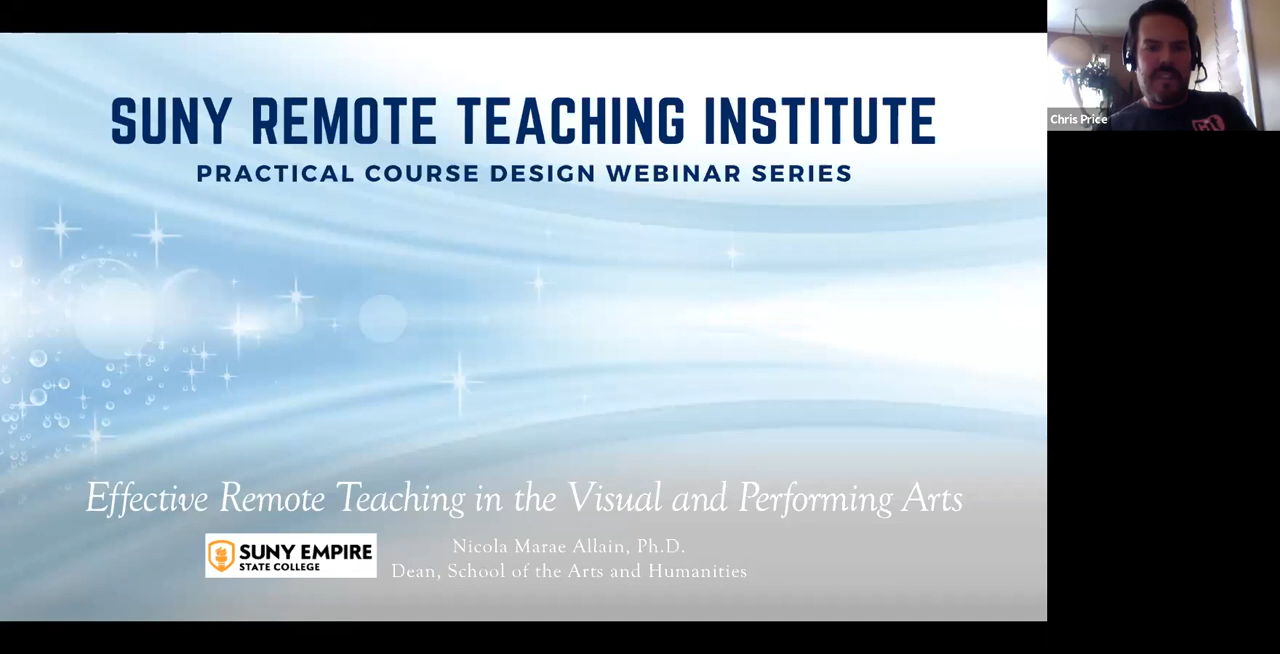 SUNY REMOTE TEACHING INSTITUTE
PRACTICAL COURSE DESIGN WEBINAR SERIES
Chris Price
Effective Remote Teaching in the Visual and Performing Arts
SUNY EMPIRE
STATE COLLEGE
Nicola Marae Allain, Ph.D.
Dean, School of the Arts and Humanities